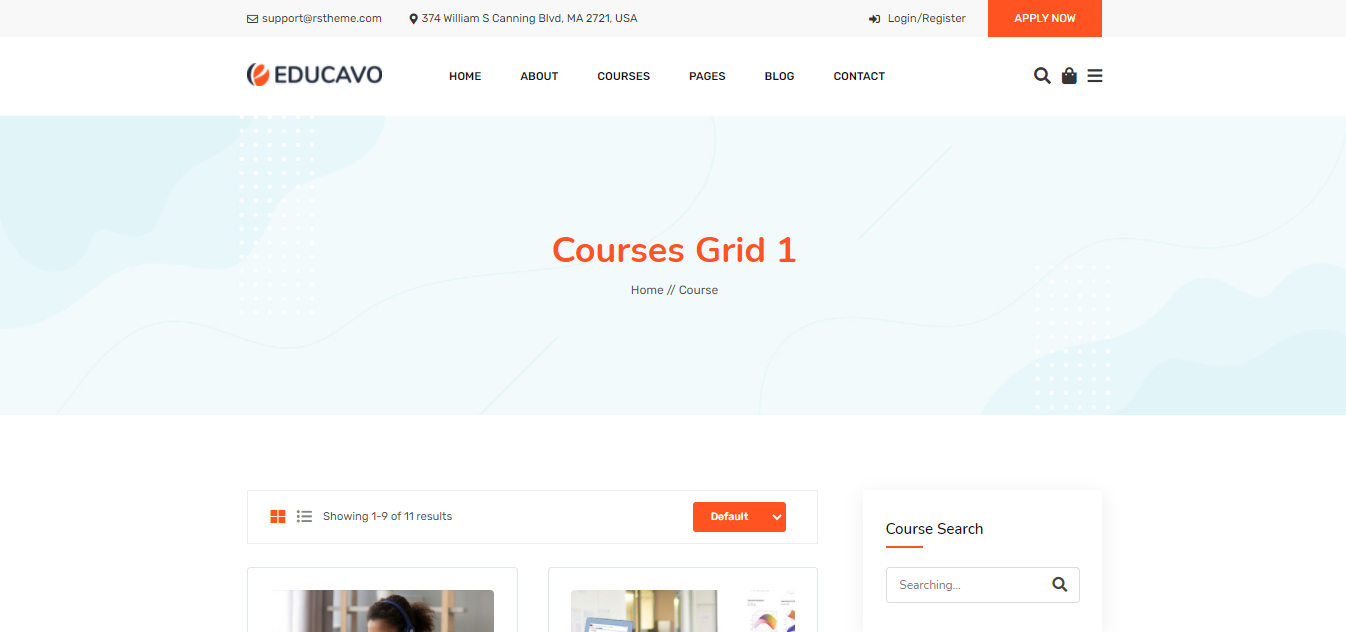 support@rstheme.com
374 William S Canning Blvd, MA 2721, USA
Login/Register
APPLY NOW
EDUCAVO
HOME
ABOUT
COURSES
PAGES
BLOG
CONTACT
Courses Grid 1
Home // Course
Showing 1-9 of 11 results
Default
Course Search
Searching...